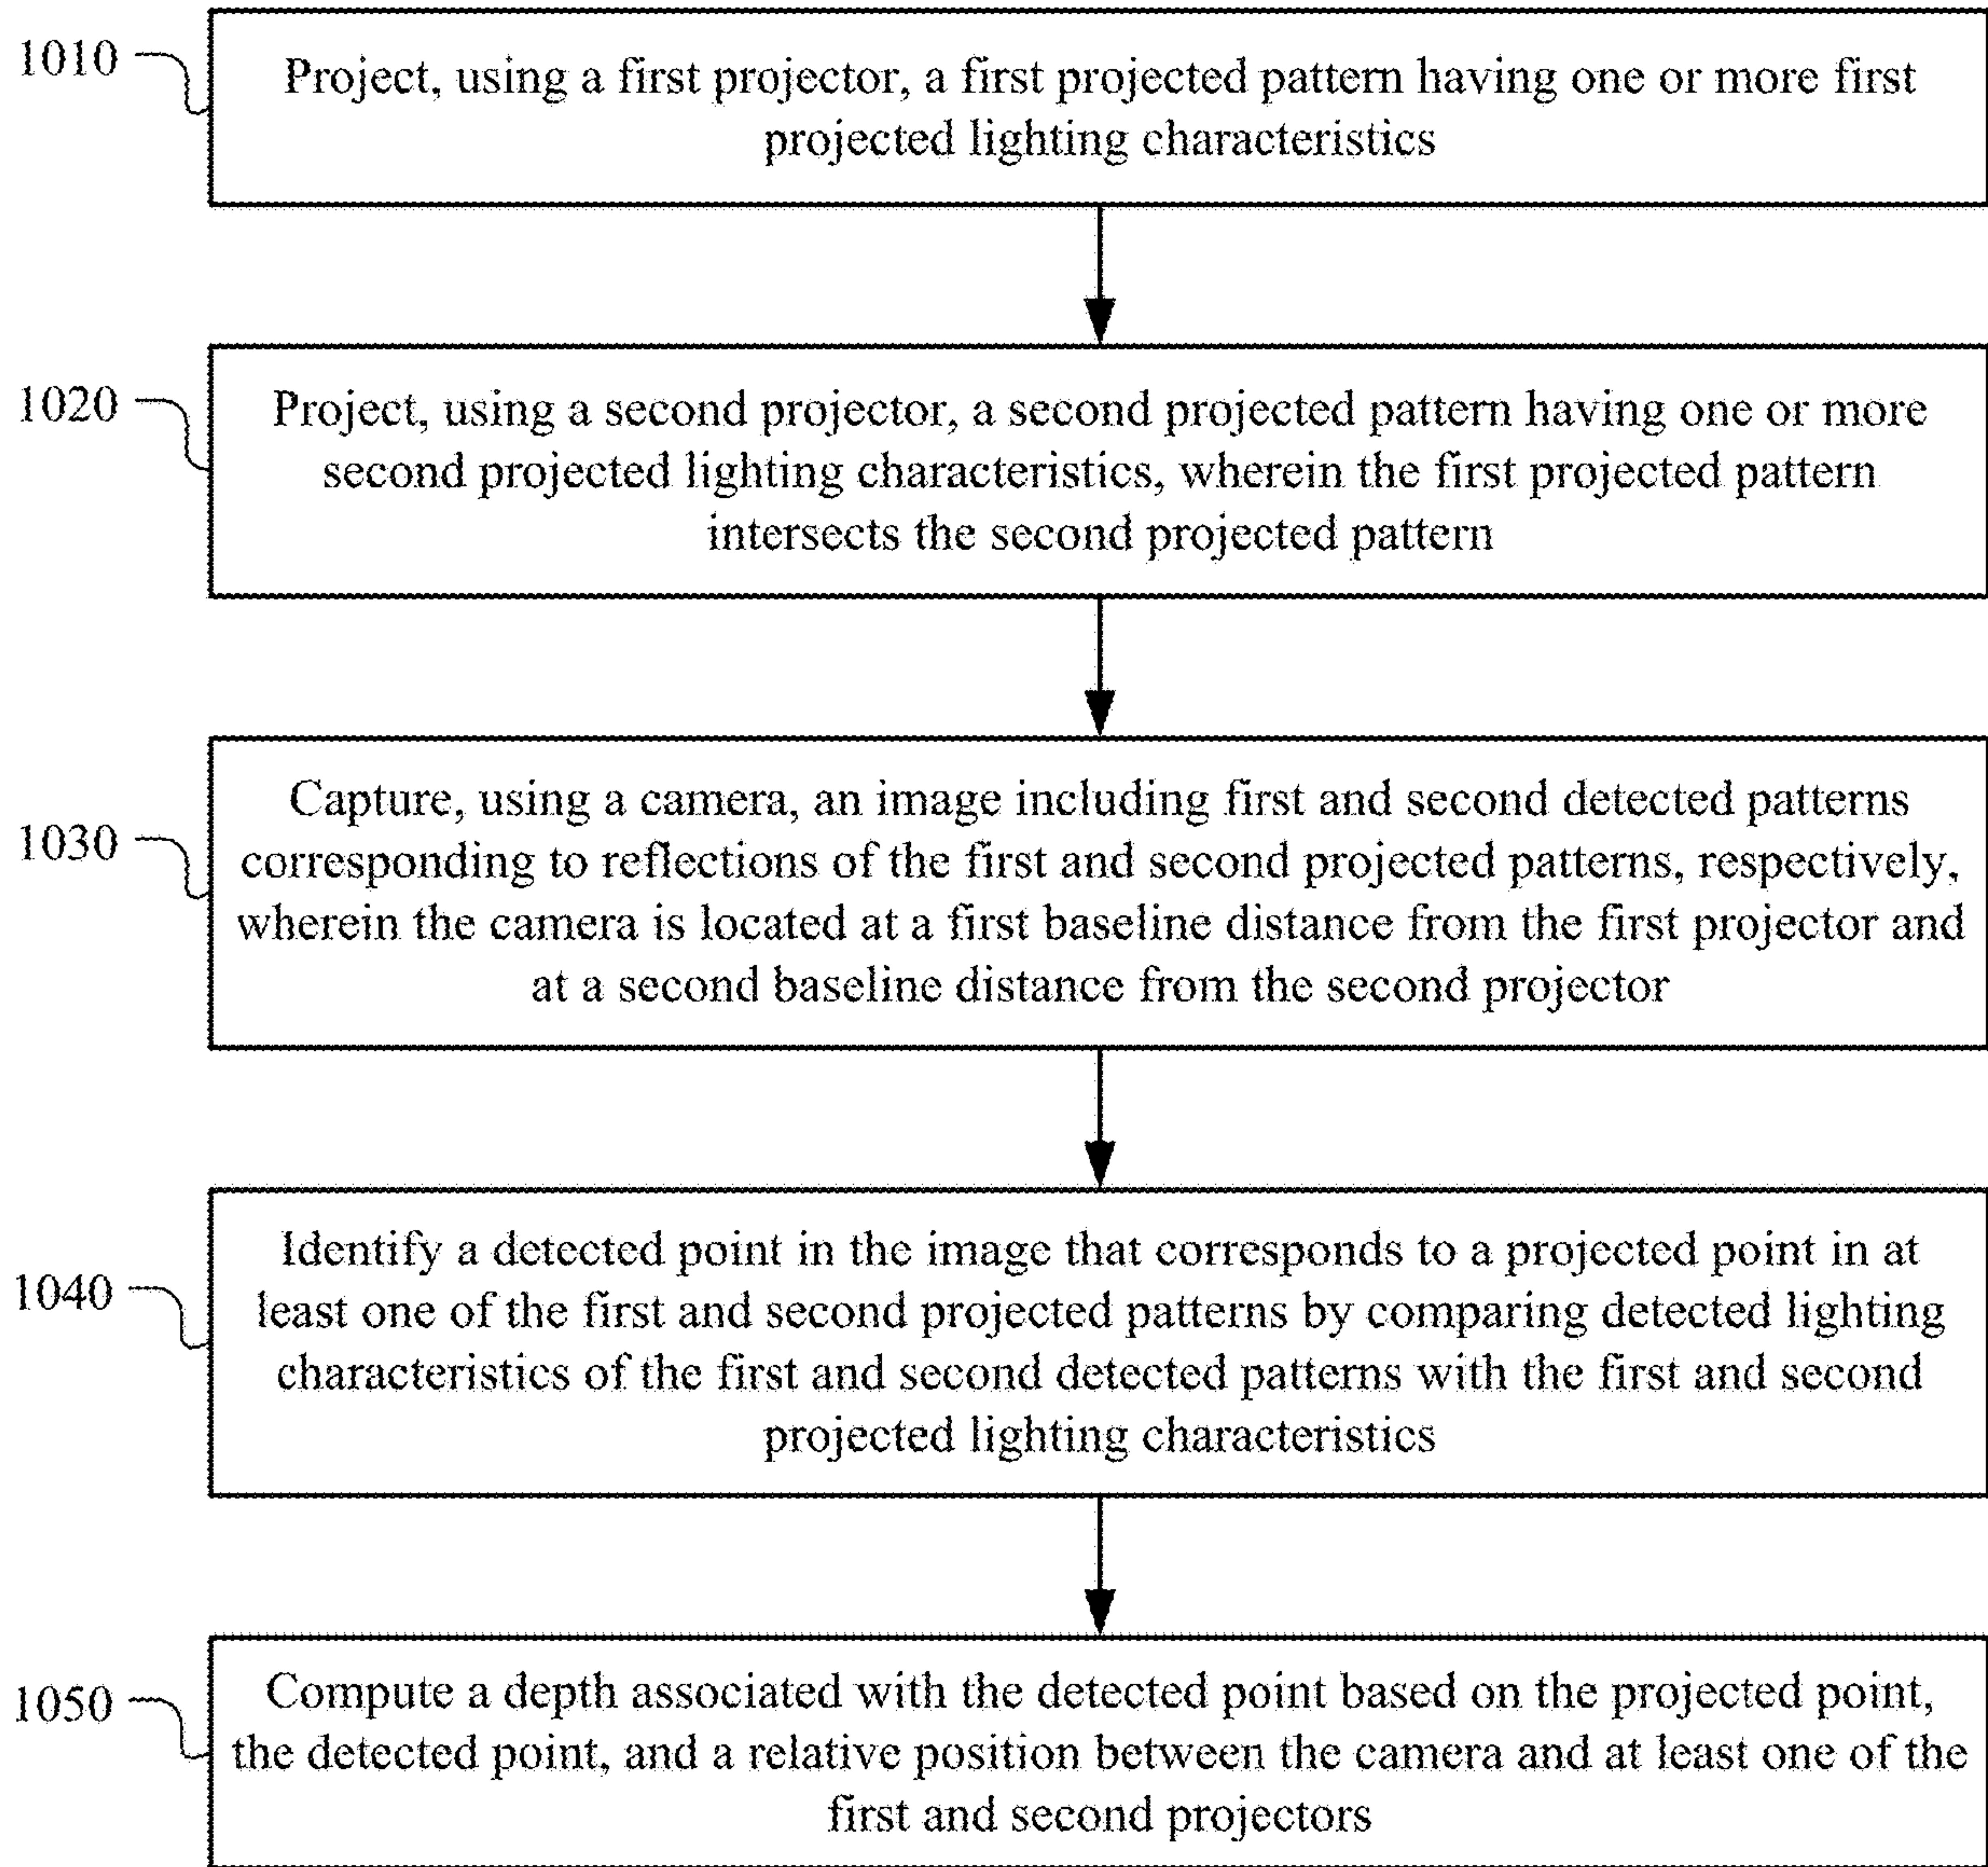 1010
Project, using a first projector, a first projected pattern having one or more first
projected lighting characteristics
1020
Project, using a second projector, a second projected pattern having one or more
second projected lighting characteristics, wherein the first projected pattern
intersects the second projected pattern
1030
Capture, using a camera, an image including first and second detected patterns
corresponding to reflections of the first and second projected patterns, respectively,
wherein the camera is located at a first baseline distance from the first projector and
at a second baseline distance from the second projector
1040
Identify a detected point in the image that corresponds to a projected point in at
least one of the first and second projected patterns by comparing detected lighting
characteristics of the first and second detected patterns with the first and second
projected lighting characteristics
1050
Compute a depth associated with the detected point based on the projected point,
the detected point, and a relative position between the camera and at least one of the
first and second projectors